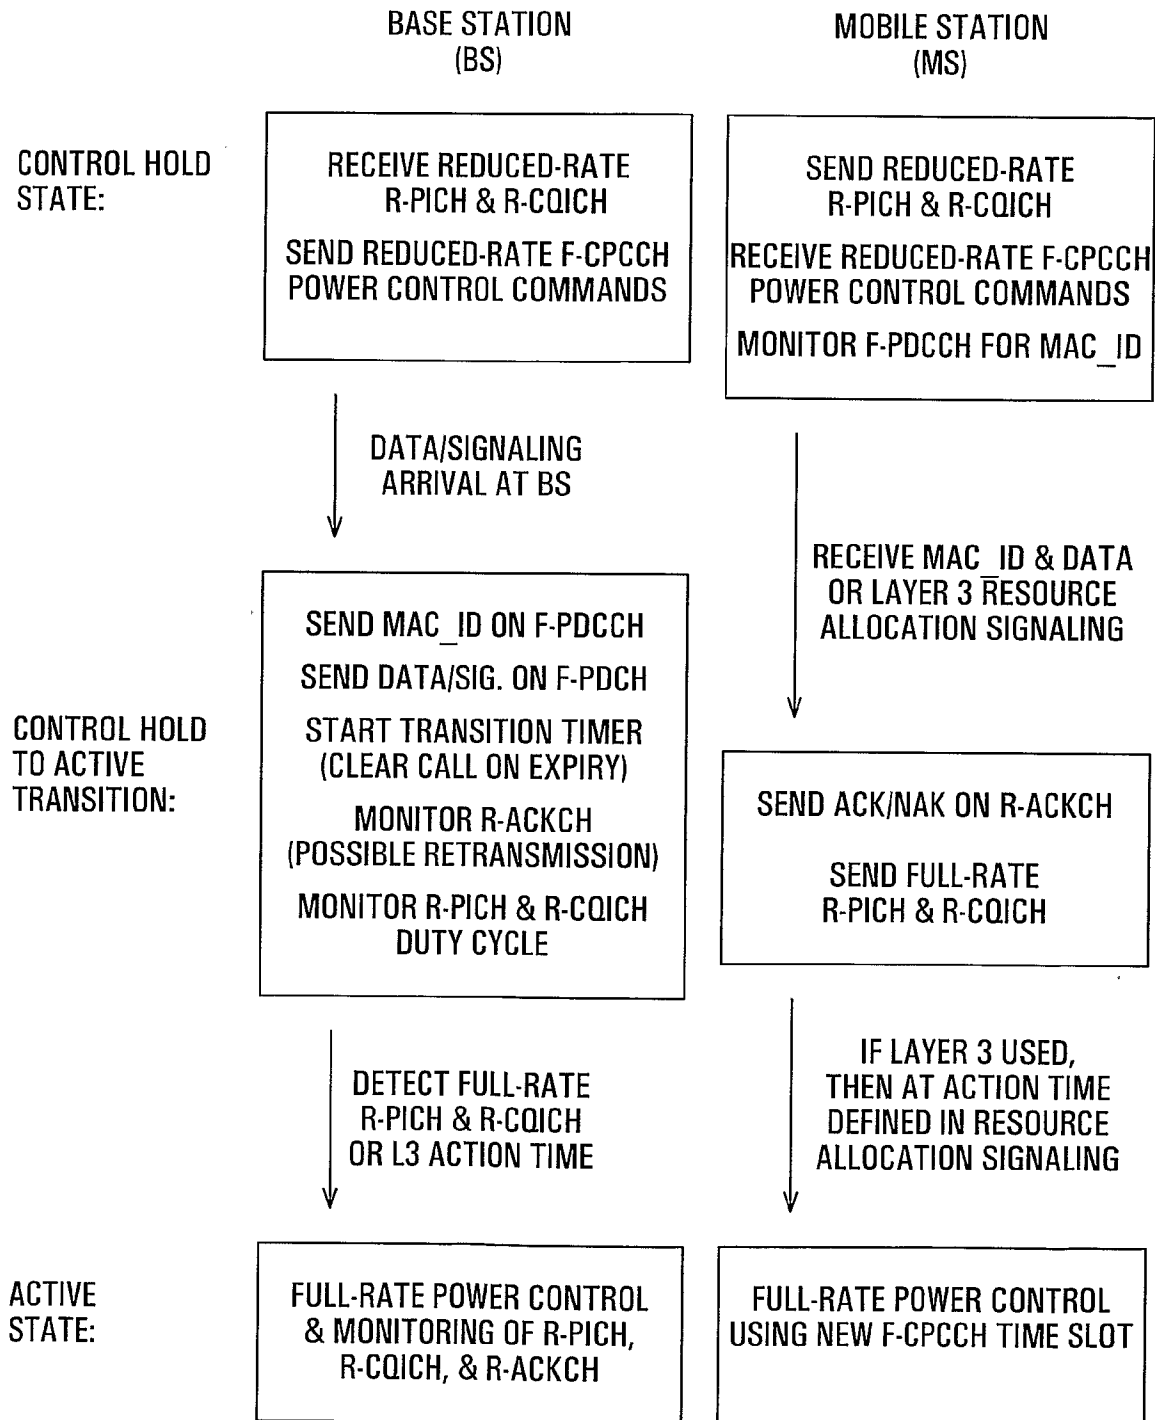 BASE STATION
(BS)
MOBILE STATION
(MS)
CONTROL HOLD
STATE:
RECEIVE REDUCED-RATE
R-PICH & R-CQICH
SEND REDUCED-RATE F-CPCCH
POWER CONTROL COMMANDS
SEND REDUCED-RATE
R-PICH & R-CQICH
RECEIVE REDUCED-RATE F-CPCCH
POWER CONTROL COMMANDS
MONITOR F-PDCCH FOR MAC_ID
DATA/SIGNALING
ARRIVAL AT BS
RECEIVE MAC_ID & DATA
OR LAYER 3 RESOURCE
ALLOCATION SIGNALING
CONTROL HOLD
TO ACTIVE
TRANSITION:
SEND MAC_ID ON F-PDCCH
SEND DATA/SIG. ON F-PDCH
START TRANSITION TIMER
(CLEAR CALL ON EXPIRY)
MONITOR R-ACKCH
(POSSIBLE RETRANSMISSION)
MONITOR R-PICH & R-CQICH
DUTY CYCLE
SEND ACK/NAK ON R-ACKCH
SEND FULL-RATE
R-PICH & R-CQICH
DETECT FULL-RATE
R-PICH & R-CQICH
OR L3 ACTION TIME
IF LAYER 3 USED,
THEN AT ACTION TIME
DEFINED IN RESOURCE
ALLOCATION SIGNALING
ACTIVE
STATE:
FULL-RATE POWER CONTROL
& MONITORING OF R-PICH,
R-CQICH, & R-ACKCH
FULL-RATE POWER CONTROL
USING NEW F-CPCCH TIME SLOT